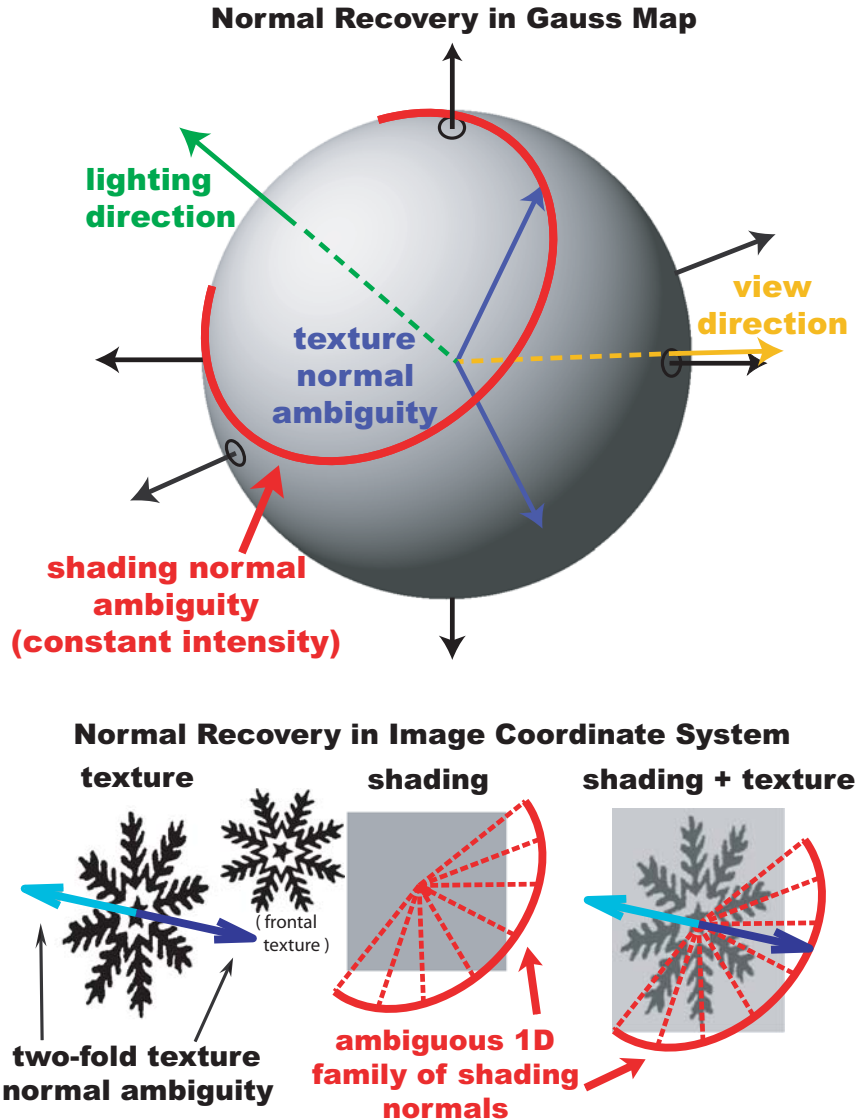 Normal Recovery in Gauss Map
lighting
direction
view
direction
texture
normal
ambiguity
shading normal
ambiguity
(constant intensity)
Normal Recovery in Image Coordinate System
texture
shading
shading + texture
( frontal
texture )
two-fold texture
normal ambiguity
ambiguous 1D
family of shading
normals